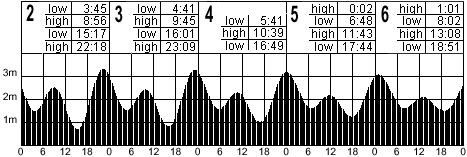 2 low 3:45
high 8:56
low 15:17
high 22:18
3 low 4:41
high 9:45
low 16:01
high 23:09
4
low 5:41
high 10:39
low 16:49
5 high 0:02
low 6:48
high 11:43
low 17:44
6 high 1:01
low 8:02
high 13:08
low 18:51
3m
2m
1m
0 6 12 18 0 6 12 18 0 6 12 18 0 6 12 18 0 6 12 18 0